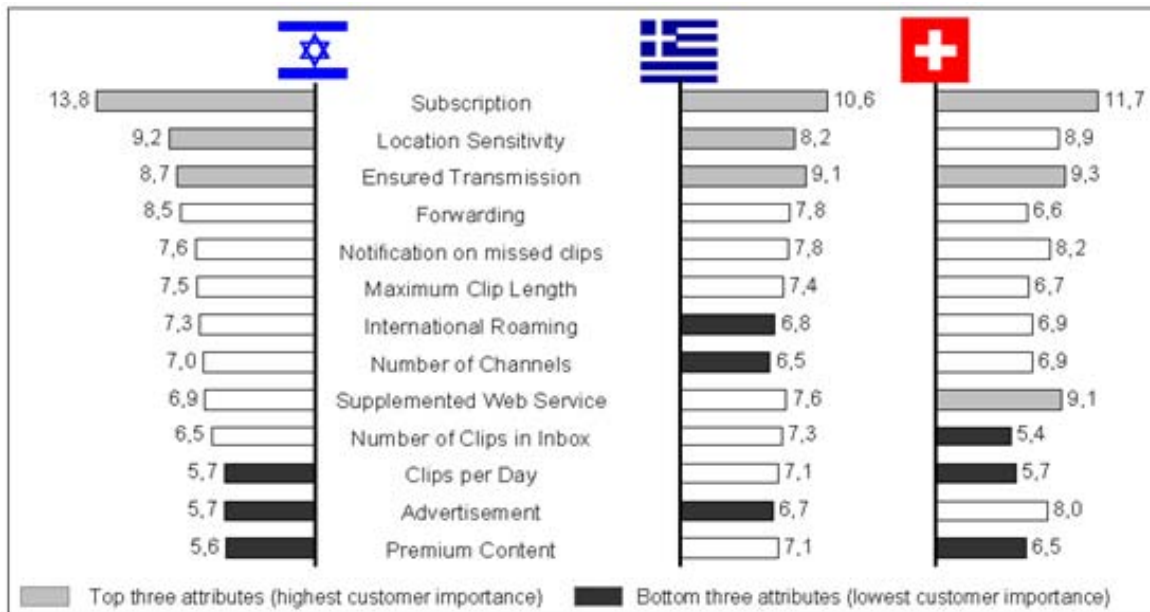 13,8 Subscription 10,6 11,7
9,2 Location Sensitivity 8,2 8,9
8,7 Ensured Transmission 9,1 9,3
8,5 Forwarding 7,8 6,6
7,6 Notification on missed clips 7,8 8,2
7,5 Maximum Clip Length 7,4 6,7
7,3 International Roaming 6,8 6,9
7,0 Number of Channels 6,5 6,9
6,9 Supplemented Web Service 7,6 9,1
6,5 Number of Clips in Inbox 7,3 5,4
5,7 Clips per Day 7,1 5,7
5,7 Advertisement 6,7 8,0
5,6 Premium Content 7,1 6,5
Top three attributes (highest customer importance) Bottom three attributes (lowest customer importance)